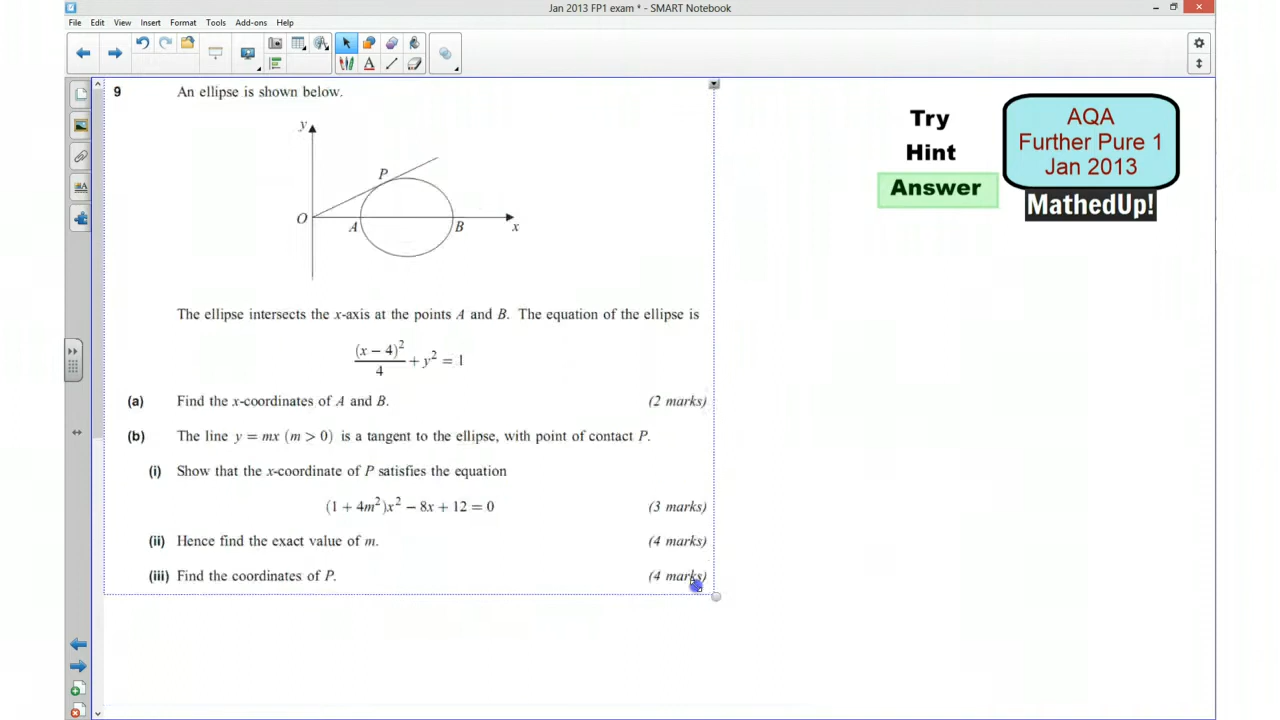 Jan 2013 FP1 exam * - SMART Notebook
File Edit View Insert Format Tools Add-ons Help
9 An ellipse is shown below.
y
P
O
A
B
x
The ellipse intersects the x-axis at the points A and B. The equation of the ellipse is
(x − 4)²/4 + y² = 1
(a) Find the x-coordinates of A and B. (2 marks)
(b) The line y = mx (m > 0) is a tangent to the ellipse, with point of contact P.
(i) Show that the x-coordinate of P satisfies the equation
(1 + 4m²)x² − 8x + 12 = 0 (3 marks)
(ii) Hence find the exact value of m. (4 marks)
(iii) Find the coordinates of P. (4 marks)
Try
Hint
Answer
AQA
Further Pure 1
Jan 2013
MathedUp!